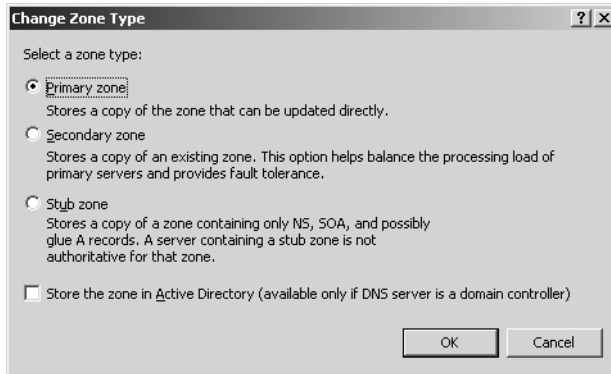 Change Zone Type
Select a zone type:
Primary zone
Stores a copy of the zone that can be updated directly.
Secondary zone
Stores a copy of an existing zone. This option helps balance the processing load of
primary servers and provides fault tolerance.
Stub zone
Stores a copy of a zone containing only NS, SOA, and possibly
glue A records. A server containing a stub zone is not
authoritative for that zone.
Store the zone in Active Directory (available only if DNS server is a domain controller)
OK Cancel